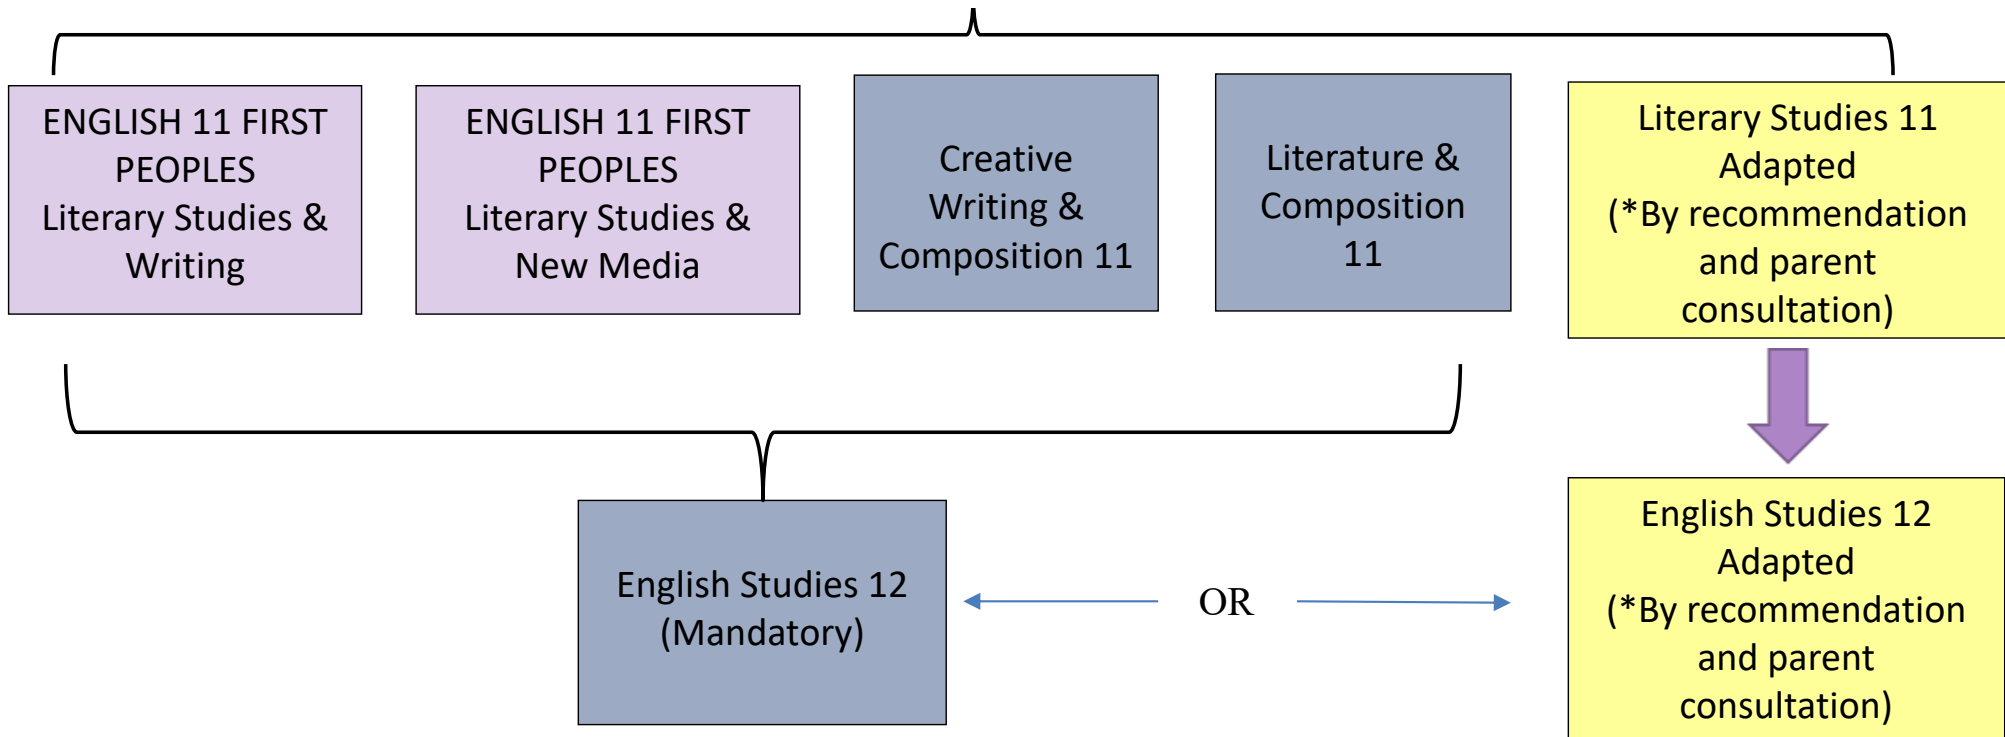 ENGLISH 11 FIRST
PEOPLES
Literary Studies &
Writing
ENGLISH 11 FIRST
PEOPLES
Literary Studies &
New Media
Creative
Writing &
Composition 11
Literature &
Composition
11
Literary Studies 11
Adapted
(*By recommendation
and parent
consultation)
English Studies 12
(Mandatory)
OR
English Studies 12
Adapted
(*By recommendation
and parent
consultation)